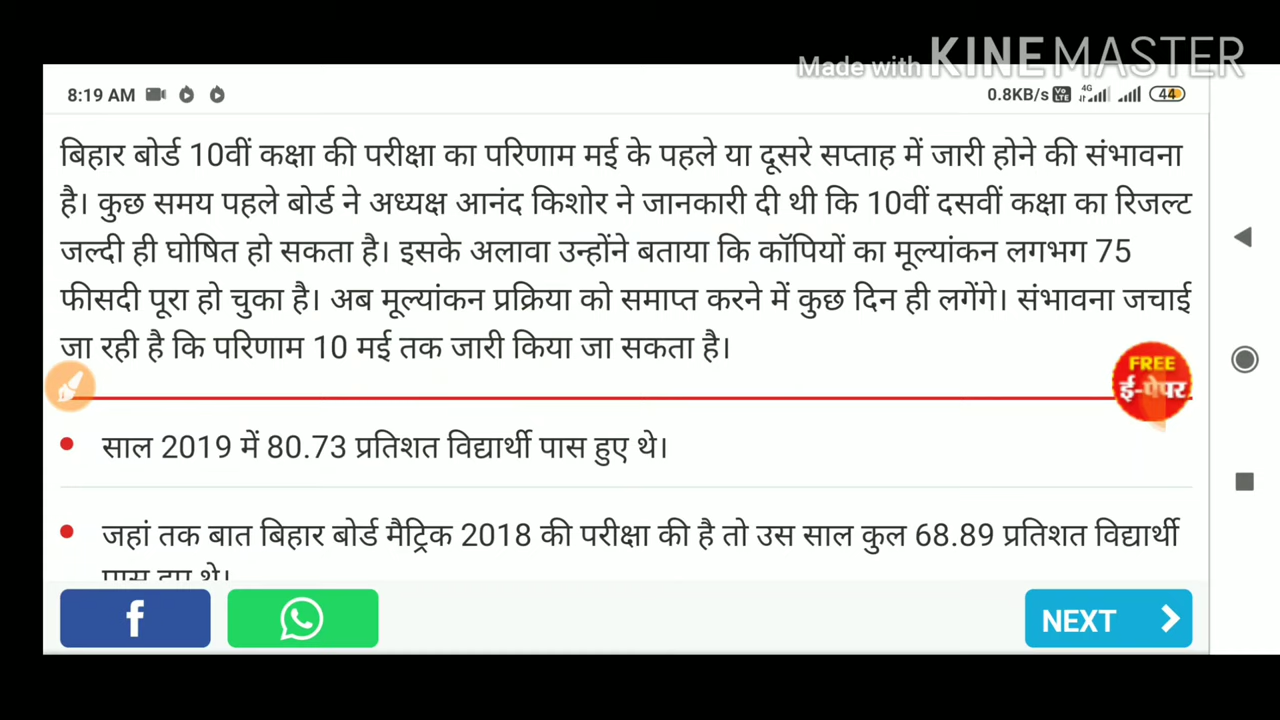 Made with KINEMASTER
8:19 AM 0.8KB/s Vo LTE 4G 44
बिहार बोर्ड 10वीं कक्षा की परीक्षा का परिणाम मई के पहले या दूसरे सप्ताह में जारी होने की संभावना
है। कुछ समय पहले बोर्ड ने अध्यक्ष आनंद किशोर ने जानकारी दी थी कि 10वीं दसवीं कक्षा का रिजल्ट
जल्दी ही घोषित हो सकता है। इसके अलावा उन्होंने बताया कि कॉपियों का मूल्यांकन लगभग 75
फीसदी पूरा हो चुका है। अब मूल्यांकन प्रक्रिया को समाप्त करने में कुछ दिन ही लगेंगे। संभावना जचाई
जा रही है कि परिणाम 10 मई तक जारी किया जा सकता है।
FREE
ई-पेपर
साल 2019 में 80.73 प्रतिशत विद्यार्थी पास हुए थे।
जहां तक बात बिहार बोर्ड मैट्रिक 2018 की परीक्षा की है तो उस साल कुल 68.89 प्रतिशत विद्यार्थी
पास हुए थे।
f
NEXT